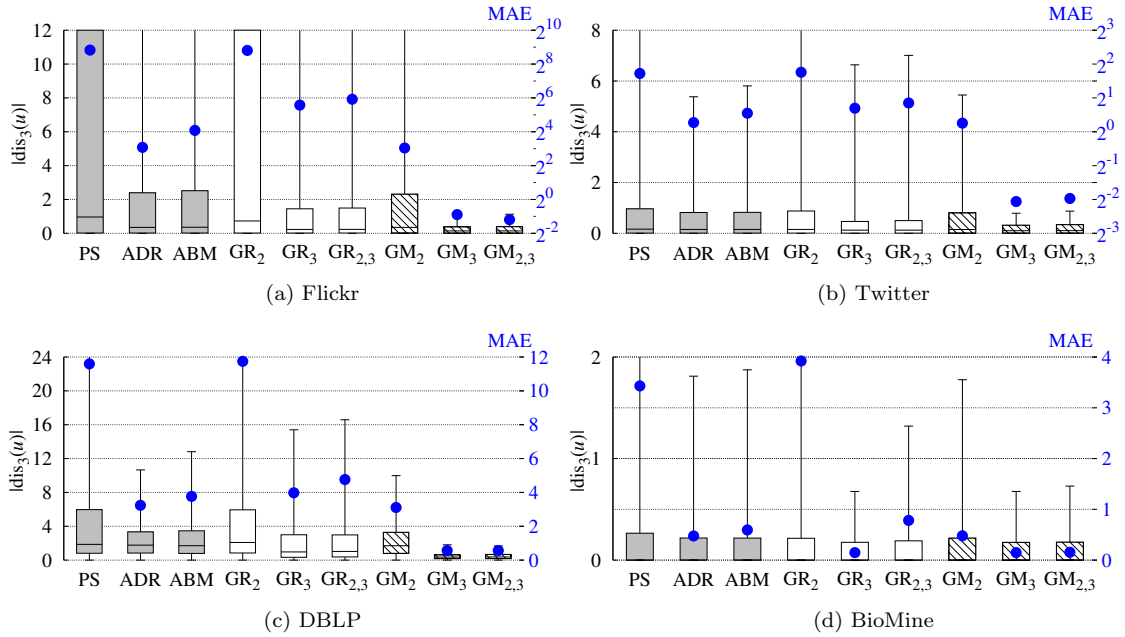 MAE MAE
12 2^10 8 2^3
10 2^8 2^2
8 2^6 6 2^1
6 2^4 4 2^0
4 2^2 2^-1
2 2^0 2 2^-2
0 2^-2 0 2^-3
|dis₃(u)| |dis₃(u)|
PS ADR ABM GR₂ GR₃ GR₂,₃ GM₂ GM₃ GM₂,₃ PS ADR ABM GR₂ GR₃ GR₂,₃ GM₂ GM₃ GM₂,₃
(a) Flickr (b) Twitter
MAE MAE
24 12 2 4
20 10
16 8 3
12 6 1 2
8 4
4 2 1
0 0 0 0
|dis₃(u)| |dis₃(u)|
PS ADR ABM GR₂ GR₃ GR₂,₃ GM₂ GM₃ GM₂,₃ PS ADR ABM GR₂ GR₃ GR₂,₃ GM₂ GM₃ GM₂,₃
(c) DBLP (d) BioMine